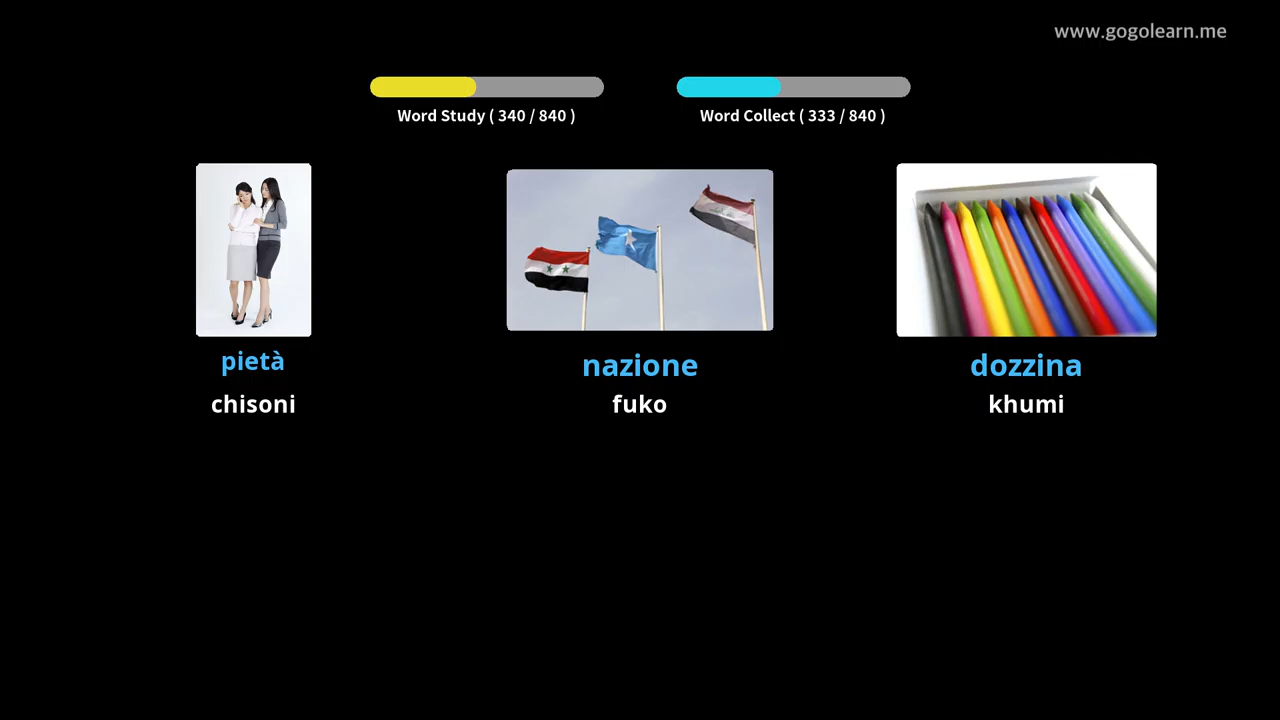 www.gogolearn.me
Word Study ( 340 / 840 )
Word Collect ( 333 / 840 )
pietà
nazione
dozzina
chisoni
fuko
khumi